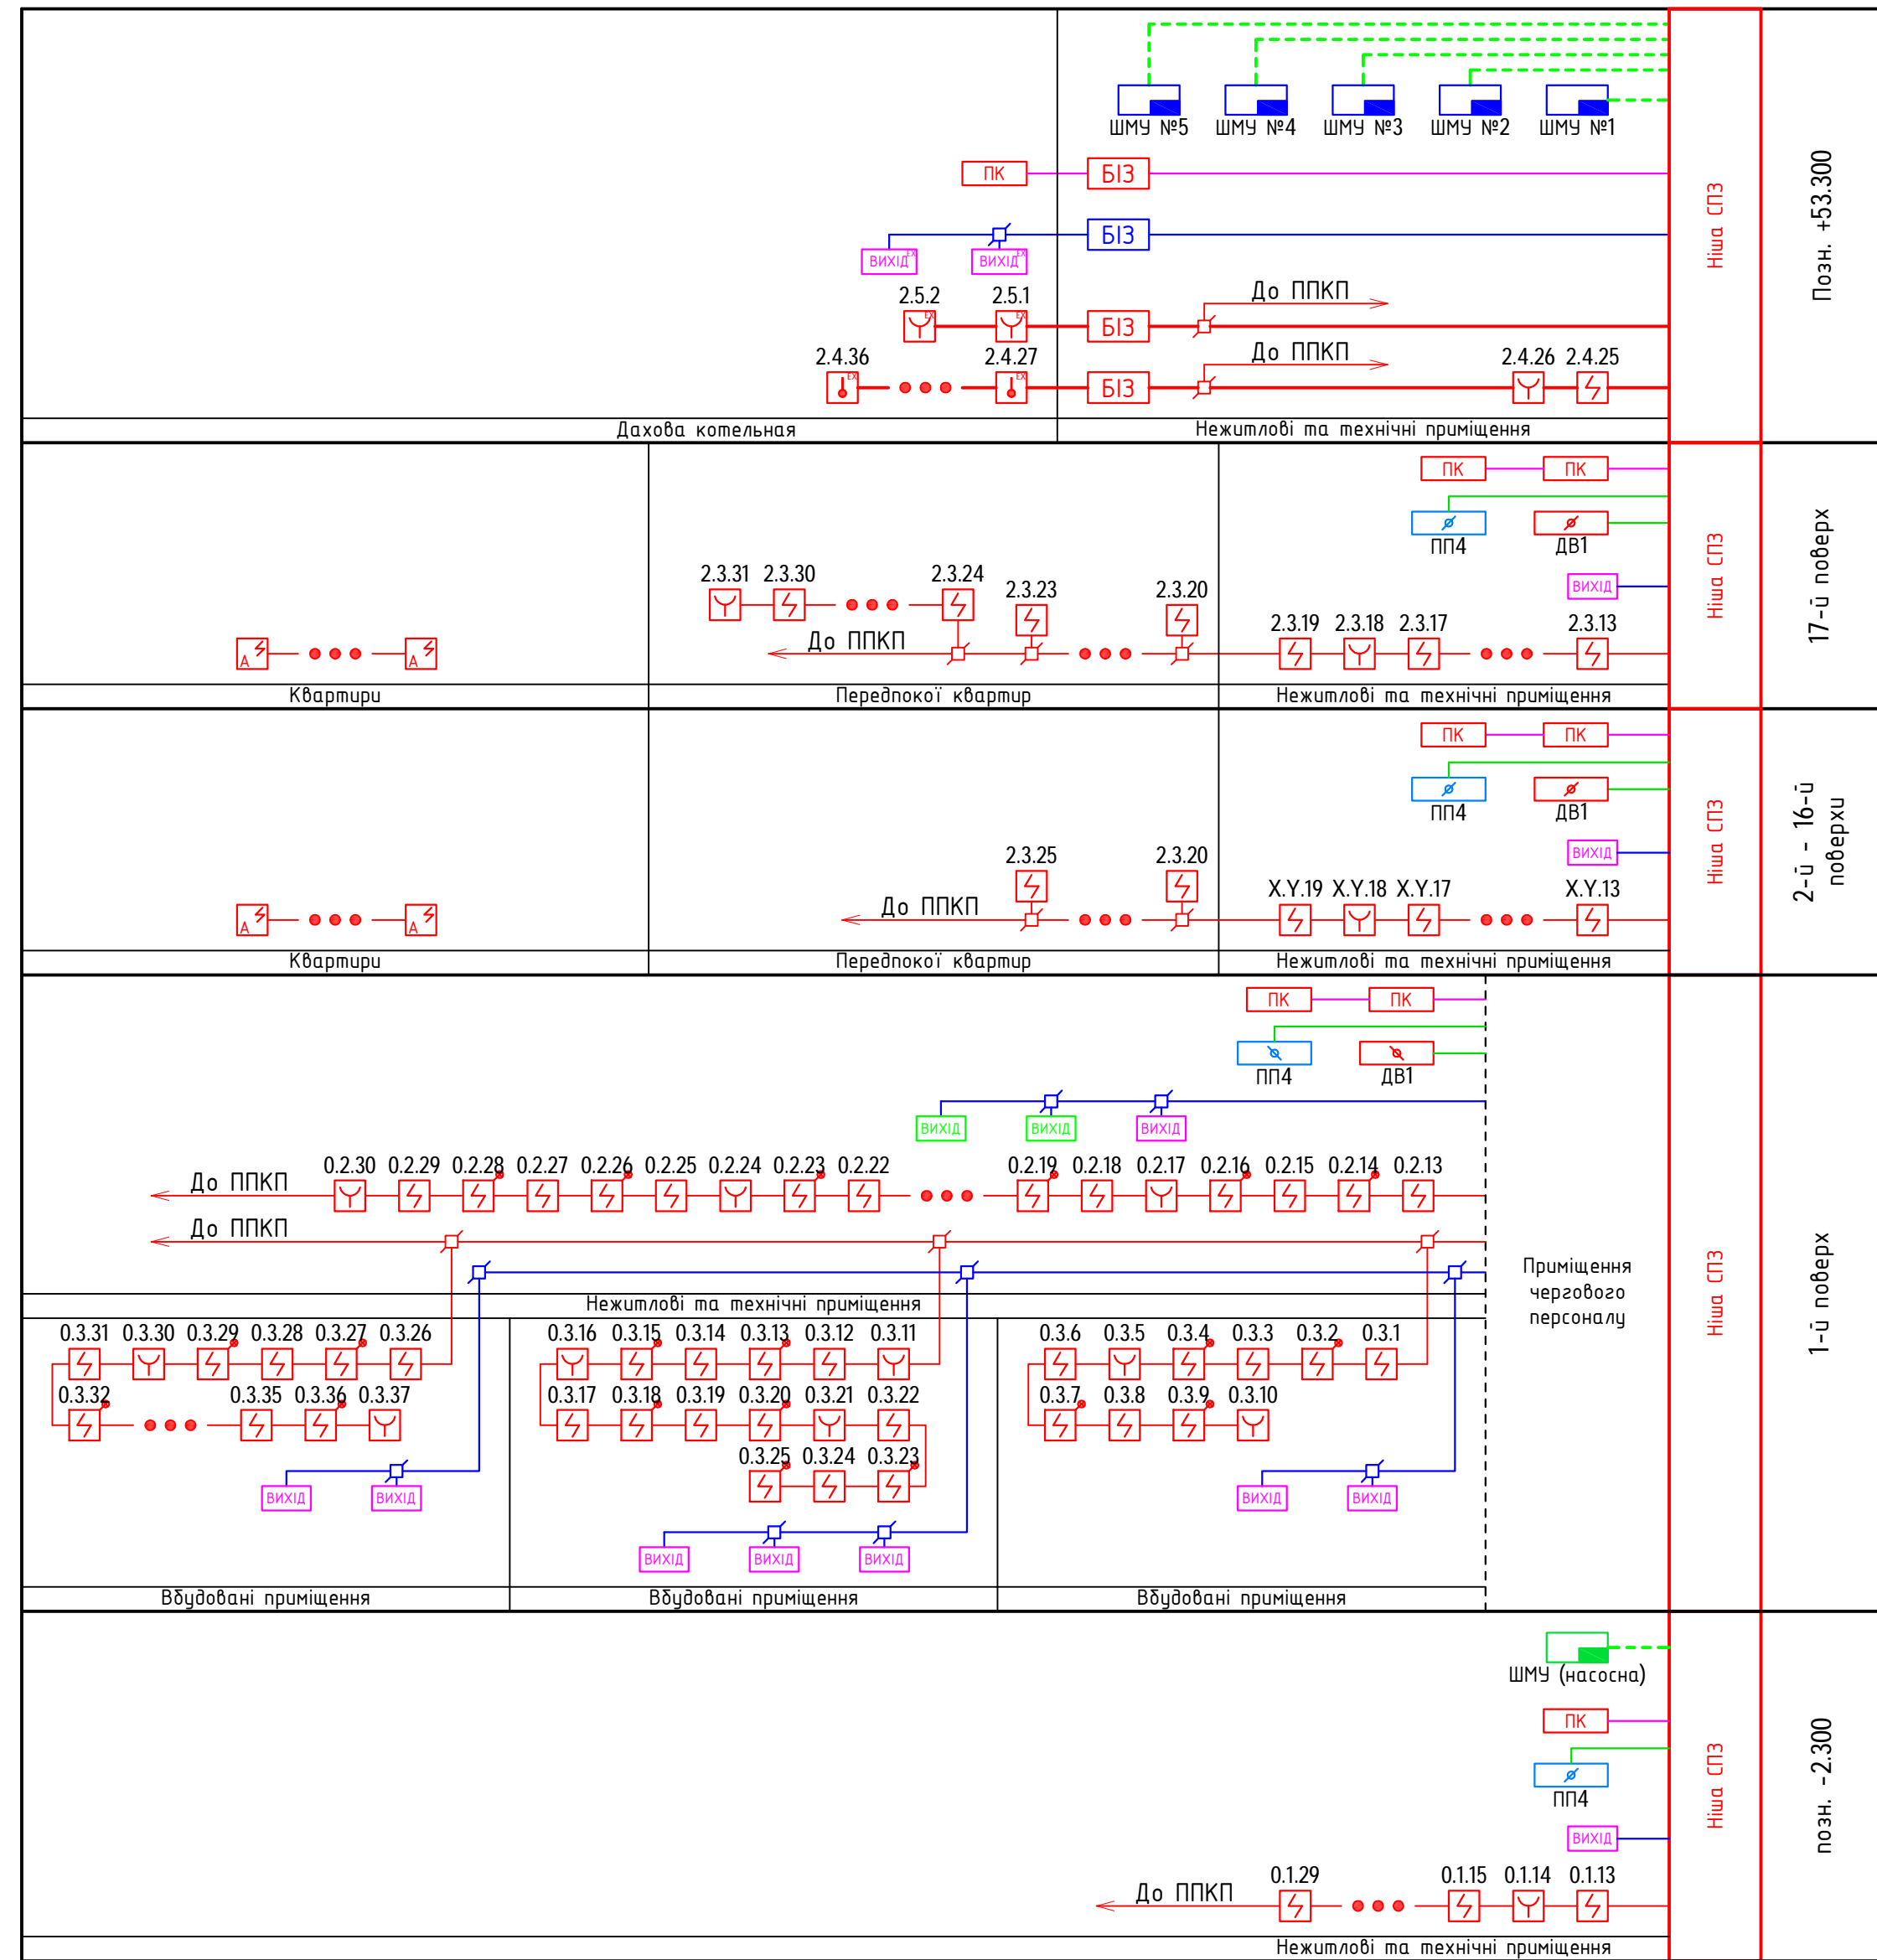 ШМУ №5 ШМУ №4 ШМУ №3 ШМУ №2 ШМУ №1
ПК БІЗ
БІЗ
ВИХІД EX ВИХІД EX
2.5.2 2.5.1 До ППКП
EX EX БІЗ
2.4.36 2.4.27 До ППКП 2.4.26 2.4.25
EX EX БІЗ
Дахова котельная Нежитлові та технічні приміщення
Ніша СПЗ
Позн. +53.300
ПК ПК
ПП4 ДВ1
ВИХІД
2.3.31 2.3.30 2.3.24 2.3.23 2.3.20
2.3.19 2.3.18 2.3.17 2.3.13
А А До ППКП
Квартири Передпокої квартир Нежитлові та технічні приміщення
Ніша СПЗ
17-й поверх
ПК ПК
ПП4 ДВ1
ВИХІД
2.3.25 2.3.20
X.Y.19 X.Y.18 X.Y.17 X.Y.13
А А До ППКП
Квартири Передпокої квартир Нежитлові та технічні приміщення
Ніша СПЗ
2-й - 16-й
поверхи
ПК ПК
ПП4 ДВ1
ВИХІД ВИХІД ВИХІД
До ППКП 0.2.30 0.2.29 0.2.28 0.2.27 0.2.26 0.2.25 0.2.24 0.2.23 0.2.22 0.2.19 0.2.18 0.2.17 0.2.16 0.2.15 0.2.14 0.2.13
До ППКП
Нежитлові та технічні приміщення
Приміщення
чергового
персоналу
0.3.31 0.3.30 0.3.29 0.3.28 0.3.27 0.3.26
0.3.32 0.3.35 0.3.36 0.3.37
ВИХІД ВИХІД
Вбудовані приміщення
0.3.16 0.3.15 0.3.14 0.3.13 0.3.12 0.3.11
0.3.17 0.3.18 0.3.19 0.3.20 0.3.21 0.3.22
0.3.25 0.3.24 0.3.23
ВИХІД ВИХІД ВИХІД
Вбудовані приміщення
0.3.6 0.3.5 0.3.4 0.3.3 0.3.2 0.3.1
0.3.7 0.3.8 0.3.9 0.3.10
ВИХІД ВИХІД
Вбудовані приміщення
Ніша СПЗ
1-й поверх
ШМУ (насосна)
ПК
ПП4
ВИХІД
До ППКП 0.1.29 0.1.15 0.1.14 0.1.13
Нежитлові та технічні приміщення
Ніша СПЗ
позн. -2.300